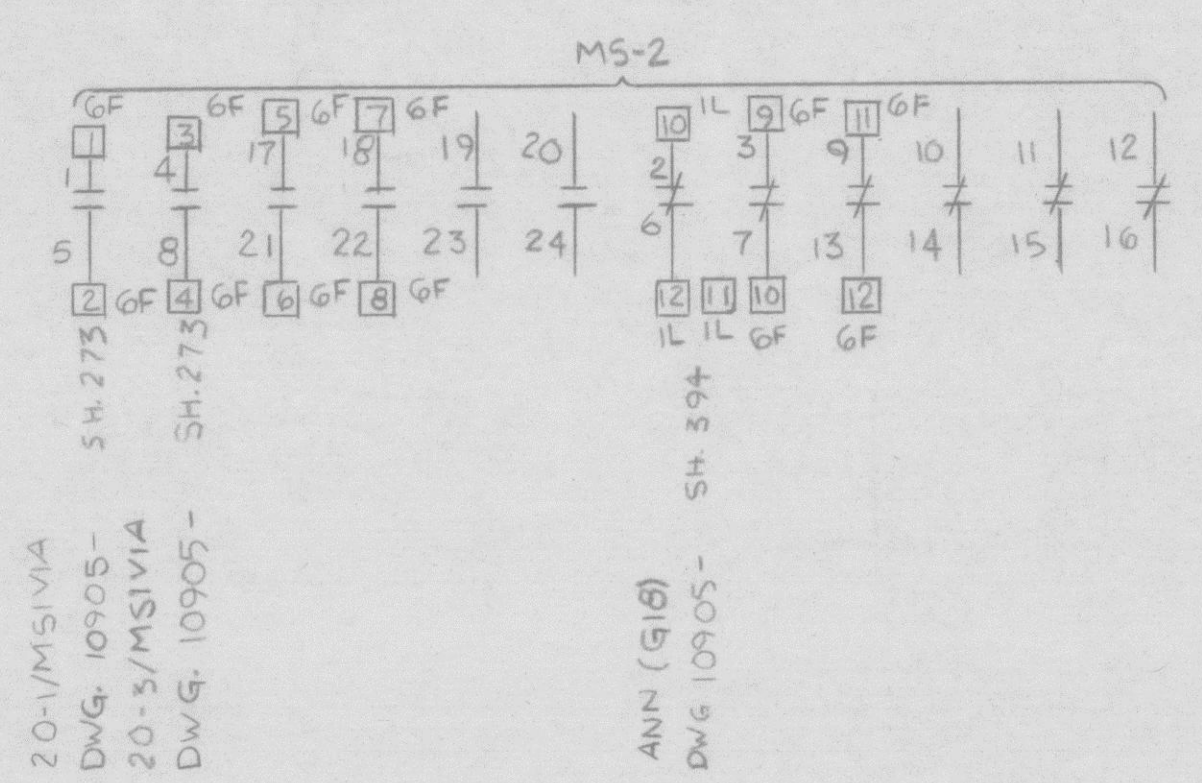 MS-2
6F 6F 5 6F 7 6F 10 1L 9 6F 11 6F
1 3
1 4 17 18 19 20 2 3 9 10 11 12
5 8 21 22 23 24 6 7 13 14 15 16
2 6F 4 6F 6 6F 8 6F 12 11 10 12
1L 1L 6F 6F
20-1/MSIVIA
DWG. 10905- SH. 273
20-3/MSIVIA
DWG. 10905- SH. 273
ANN (G18)
DWG 10905- SH. 394